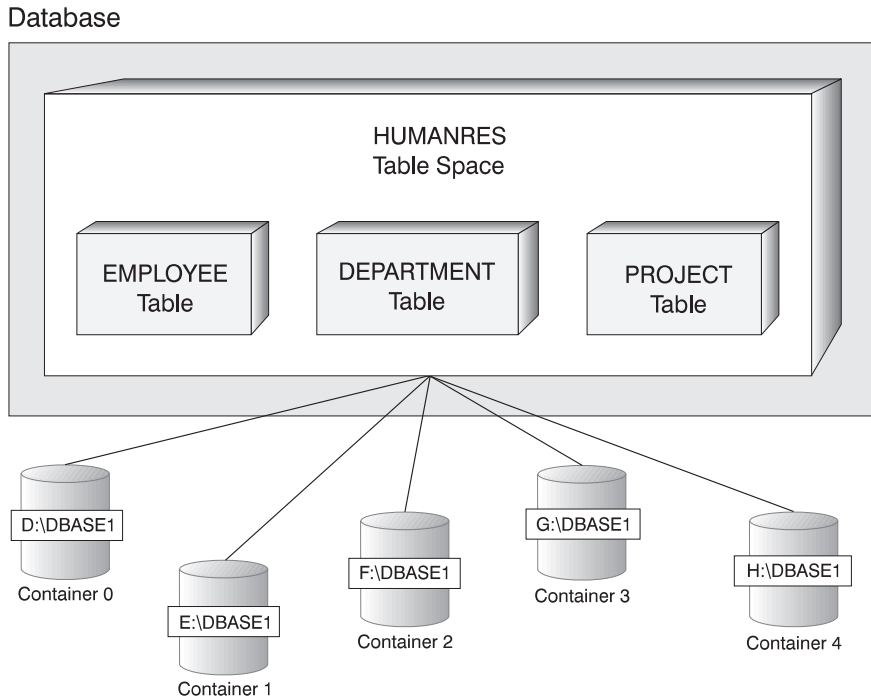 Database
HUMANRES
Table Space
EMPLOYEE
Table
DEPARTMENT
Table
PROJECT
Table
D:\DBASE1
Container 0
E:\DBASE1
Container 1
F:\DBASE1
Container 2
G:\DBASE1
Container 3
H:\DBASE1
Container 4